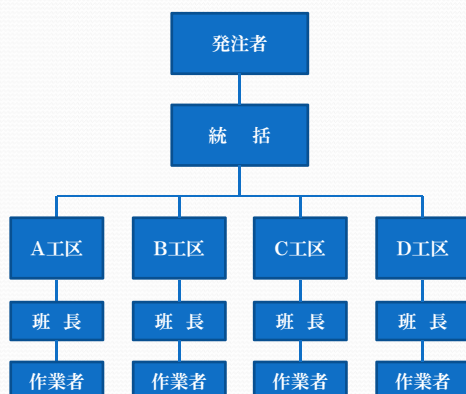 発注者
統　括
A工区 B工区 C工区 D工区
班 長 班 長 班 長 班 長
作業者 作業者 作業者 作業者